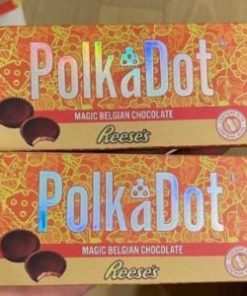 PolkaDot
MAGIC BELGIAN CHOCOLATE
Reese's
PolkaDot
MAGIC BELGIAN CHOCOLATE
Reese's